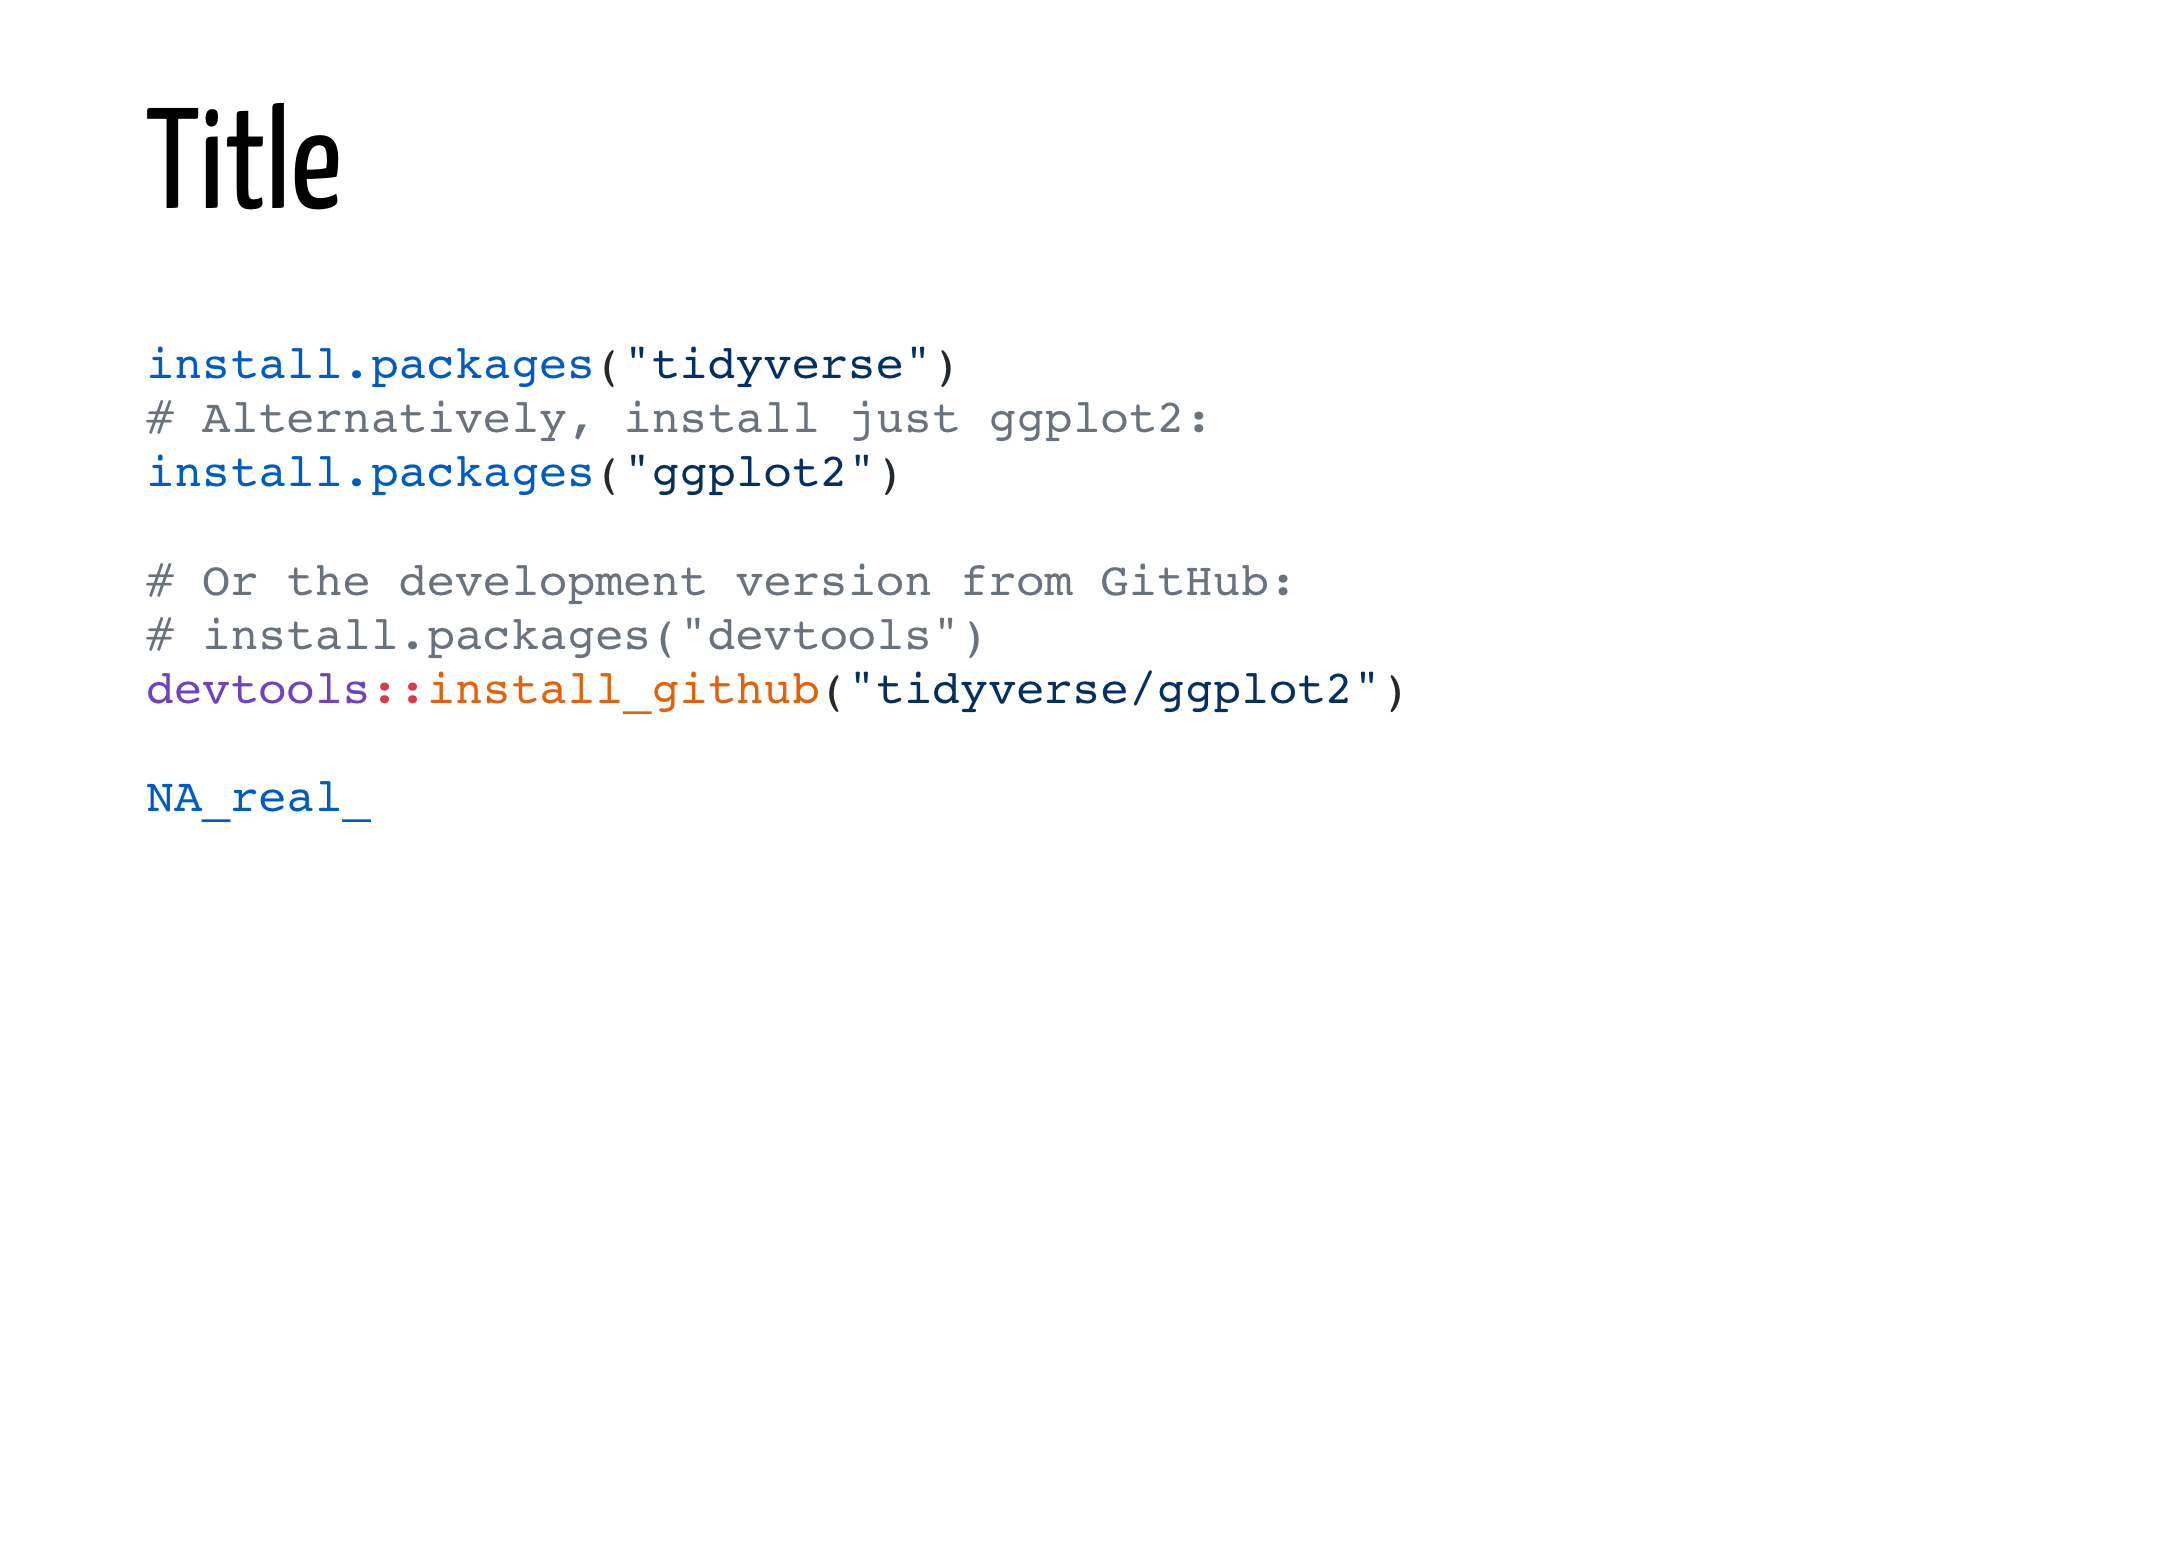 Title
install.packages("tidyverse")
# Alternatively, install just ggplot2:
install.packages("ggplot2")
# Or the development version from GitHub:
# install.packages("devtools")
devtools::install_github("tidyverse/ggplot2")
NA_real_